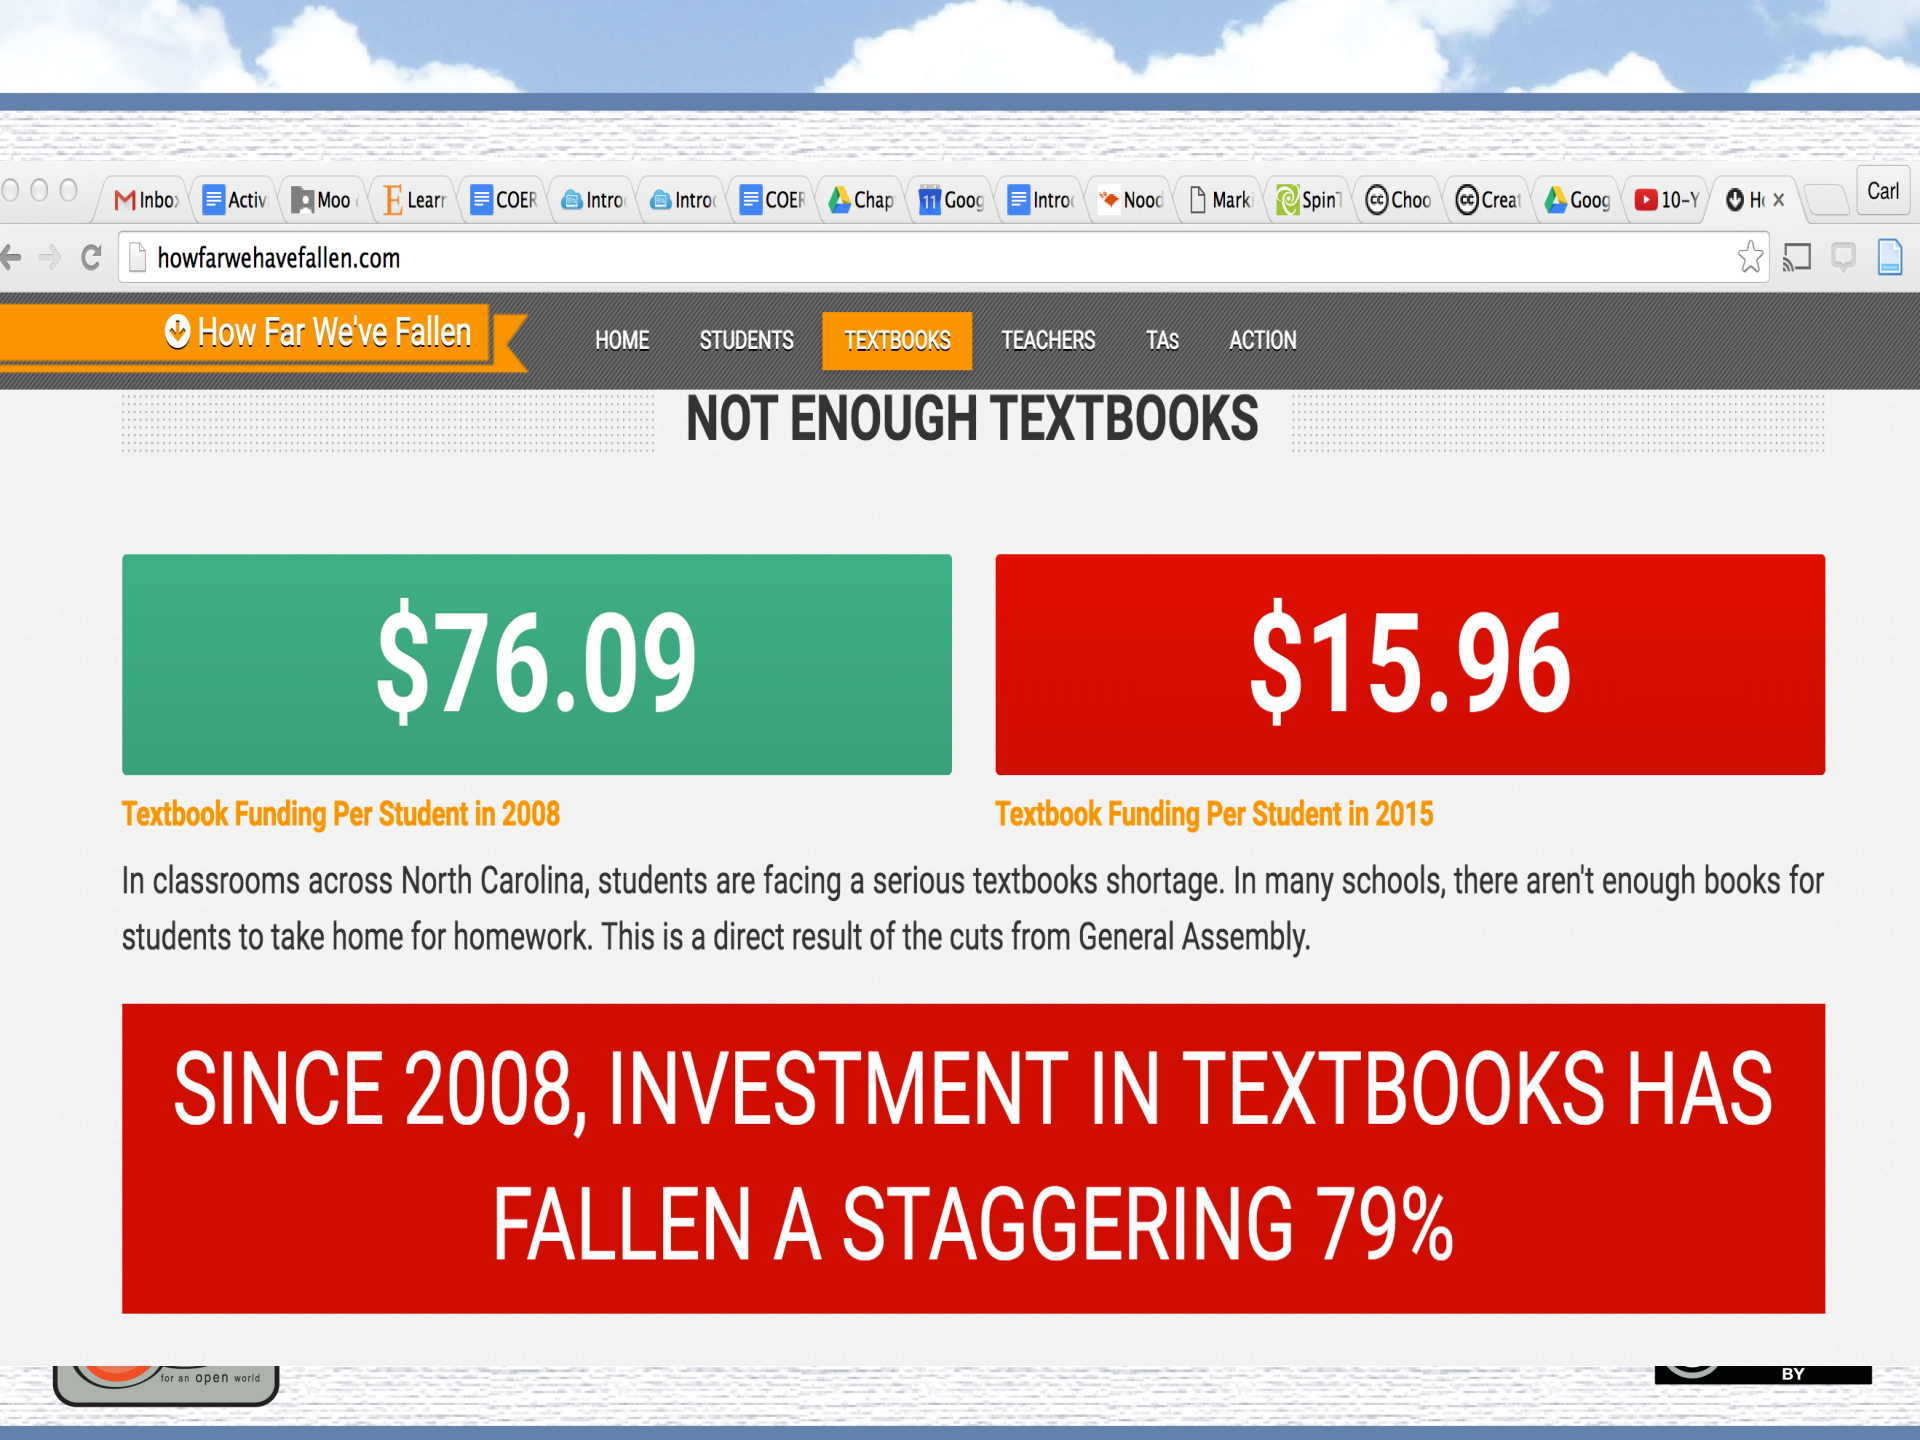 Inbo
Activ
Moo
Learr
COER
Intro
Intro
COER
Chap
11 Goog
Intro
Nood
Mark
Spin
Choo
Creat
Goog
10-Y
Carl
howfarwehavefallen.com
How Far We've Fallen
HOME STUDENTS TEXTBOOKS TEACHERS TAs ACTION
NOT ENOUGH TEXTBOOKS
$76.09
$15.96
Textbook Funding Per Student in 2008
Textbook Funding Per Student in 2015
In classrooms across North Carolina, students are facing a serious textbooks shortage. In many schools, there aren't enough books for
students to take home for homework. This is a direct result of the cuts from General Assembly.
SINCE 2008, INVESTMENT IN TEXTBOOKS HAS
FALLEN A STAGGERING 79%
for an open world
BY